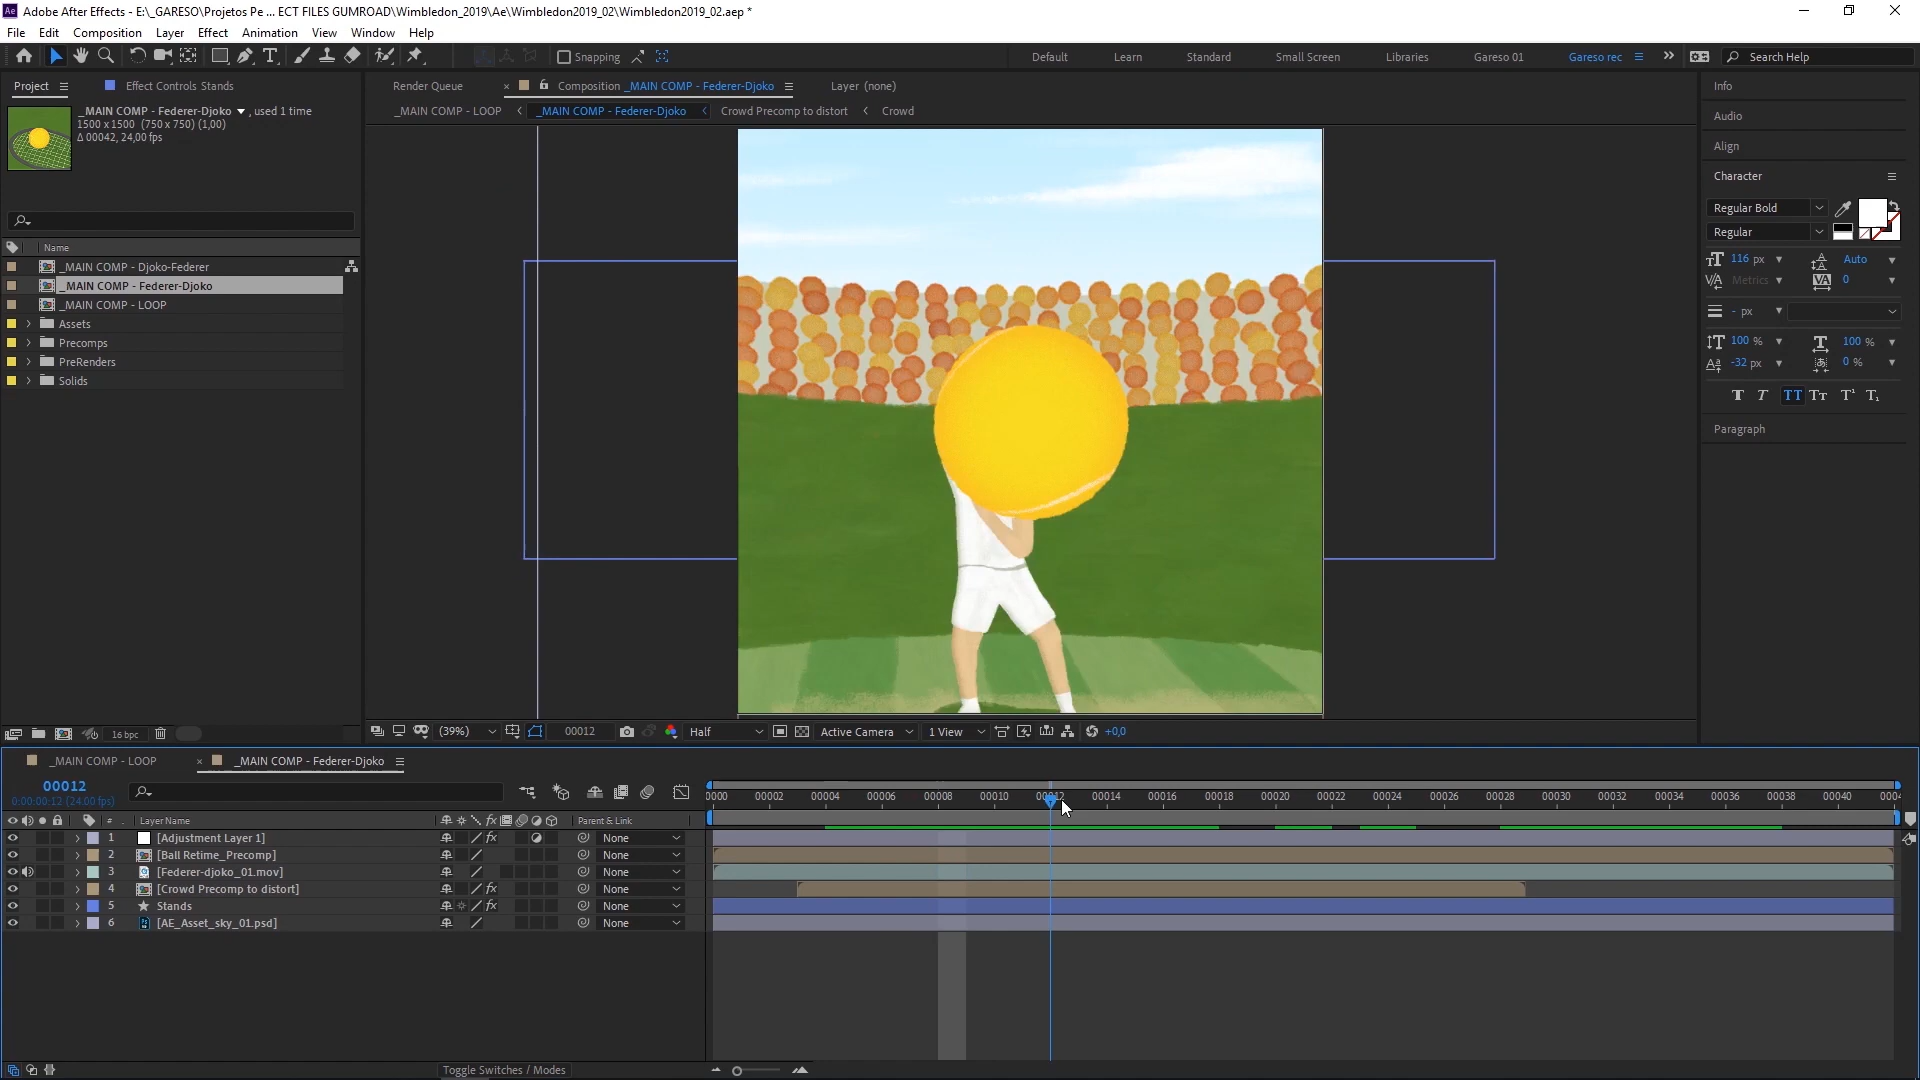 Adobe After Effects - E:\_GARESO\Projetos Pe ... ECT FILES GUMROAD\Wimbledon_2019\Ae\Wimbledon2019_02\Wimbledon2019_02.aep *
File Edit Composition Layer Effect Animation View Window Help
Snapping
Default Learn Standard Small Screen Libraries Gareso 01 Gareso rec Search Help
Project Effect Controls Stands
Render Queue Composition _MAIN COMP - Federer-Djoko Layer (none)
_MAIN COMP - LOOP _MAIN COMP - Federer-Djoko Crowd Precomp to distort Crowd
_MAIN COMP - Federer-Djoko , used 1 time
1500 x 1500 (750 x 750) (1,00)
Δ 00042, 24,00 fps
Name
_MAIN COMP - Djoko-Federer
_MAIN COMP - Federer-Djoko
_MAIN COMP - LOOP
Assets
Precomps
PreRenders
Solids
16 bpc
(39%) 00012 Half Active Camera 1 View +0,0
Info
Audio
Align
Character
Regular Bold
Regular
116 px Auto
Metrics 0
- px
100 % 100 %
-32 px 0 %
Paragraph
_MAIN COMP - LOOP _MAIN COMP - Federer-Djoko
00012
0:00:00:12 (24.00 fps)
0000 00002 00004 00006 00008 00010 00012 00014 00016 00018 00020 00022 00024 00026 00028 00030 00032 00034 00036 00038 00040 0004
# Layer Name Parent & Link
1 [Adjustment Layer 1] None
2 [Ball Retime_Precomp] None
3 [Federer-djoko_01.mov] None
4 [Crowd Precomp to distort] None
5 Stands None
6 [AE_Asset_sky_01.psd] None
Toggle Switches / Modes